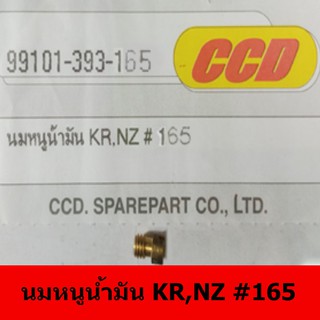 99101-393-165
CCD
นมหนูน้ำมัน KR,NZ # 165
CCD. SPAREPART CO., LTD.
นมหนูน้ำมัน KR,NZ #165